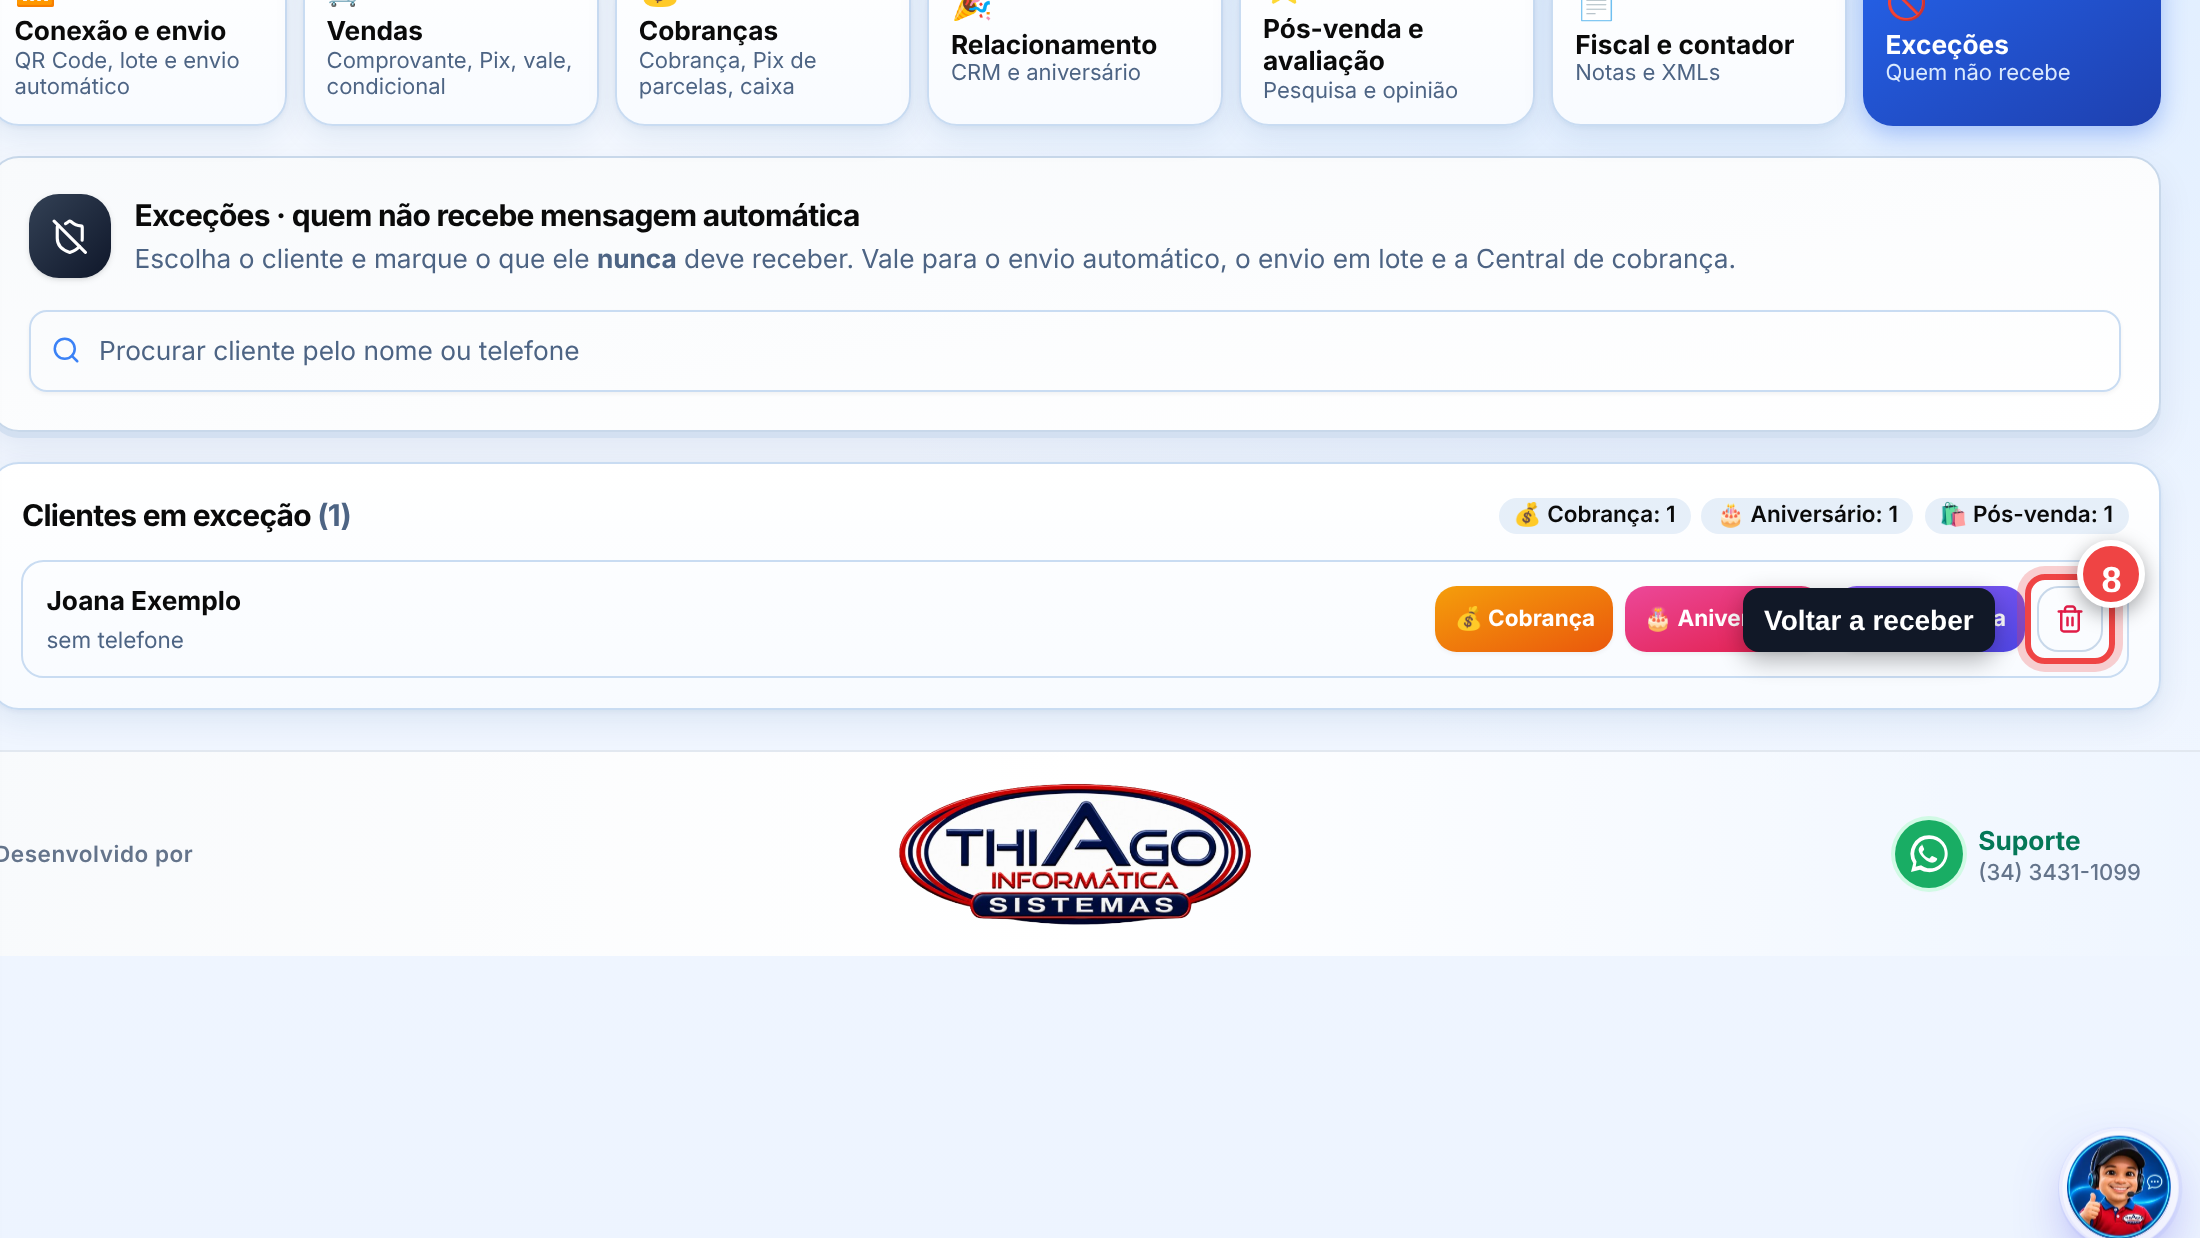 Conexão e envio
QR Code, lote e envio
automático
Vendas
Comprovante, Pix, vale,
condicional
Cobranças
Cobrança, Pix de
parcelas, caixa
Relacionamento
CRM e aniversário
Pós-venda e
avaliação
Pesquisa e opinião
Fiscal e contador
Notas e XMLs
Exceções
Quem não recebe
Exceções · quem não recebe mensagem automática
Escolha o cliente e marque o que ele nunca deve receber. Vale para o envio automático, o envio em lote e a Central de cobrança.
Procurar cliente pelo nome ou telefone
Clientes em exceção (1)
Cobrança: 1
Aniversário: 1
Pós-venda: 1
8
Joana Exemplo
sem telefone
Cobrança
Aniver
Voltar a receber
a
Desenvolvido por
THIAGO
INFORMÁTICA
SISTEMAS
Suporte
(34) 3431-1099